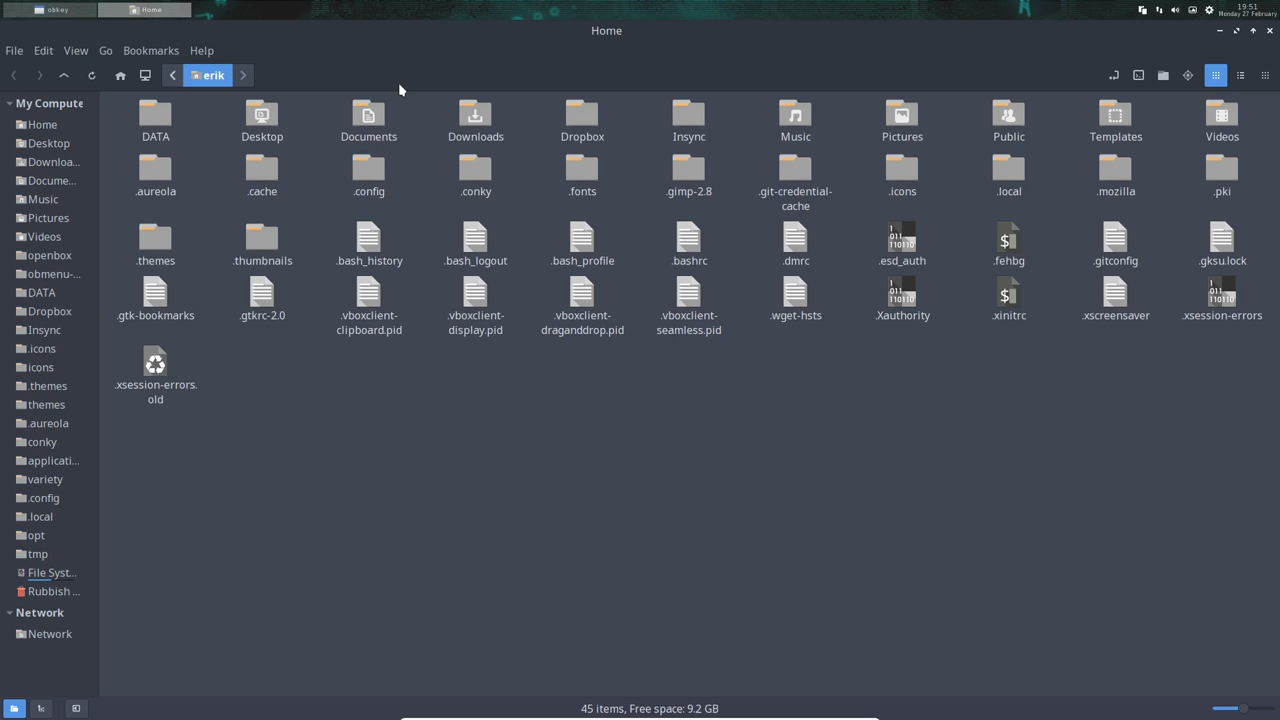 obkey
Home
19:51
Monday 27 February
Home
File Edit View Go Bookmarks Help
erik
My Compute
Home
Desktop
Downloa...
Docume...
Music
Pictures
Videos
openbox
obmenu-...
DATA
Dropbox
Insync
.icons
icons
.themes
themes
.aureola
conky
applicati...
variety
.config
.local
opt
tmp
File Syst...
Rubbish ...
Network
Network
DATA Desktop Documents Downloads Dropbox Insync Music Pictures Public Templates Videos
.aureola .cache .config .conky .fonts .gimp-2.8 .git-credential-cache .icons .local .mozilla .pki
.themes .thumbnails .bash_history .bash_logout .bash_profile .bashrc .dmrc .esd_auth .fehbg .gitconfig .gksu.lock
.gtk-bookmarks .gtkrc-2.0 .vboxclient-clipboard.pid .vboxclient-display.pid .vboxclient-draganddrop.pid .vboxclient-seamless.pid .wget-hsts .Xauthority .xinitrc .xscreensaver .xsession-errors
.xsession-errors.old
45 items, Free space: 9.2 GB